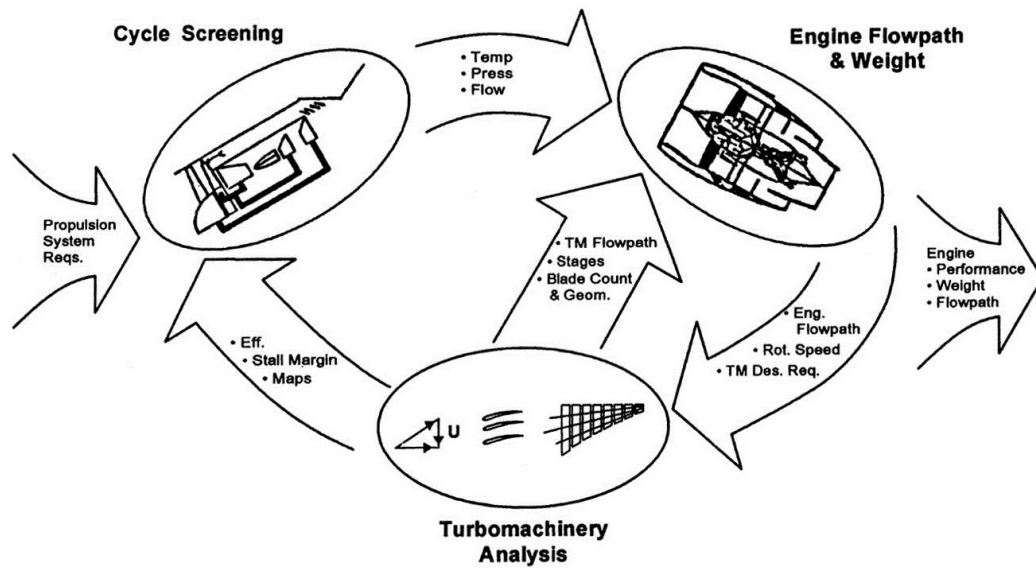 Cycle Screening
Engine Flowpath
& Weight
• Temp
• Press
• Flow
Propulsion
System
Reqs.
• TM Flowpath
• Stages
• Blade Count
& Geom.
Engine
• Performance
• Weight
• Flowpath
• Eng.
Flowpath
• Rot. Speed
• TM Des. Req.
• Eff.
• Stall Margin
• Maps
U
Turbomachinery
Analysis